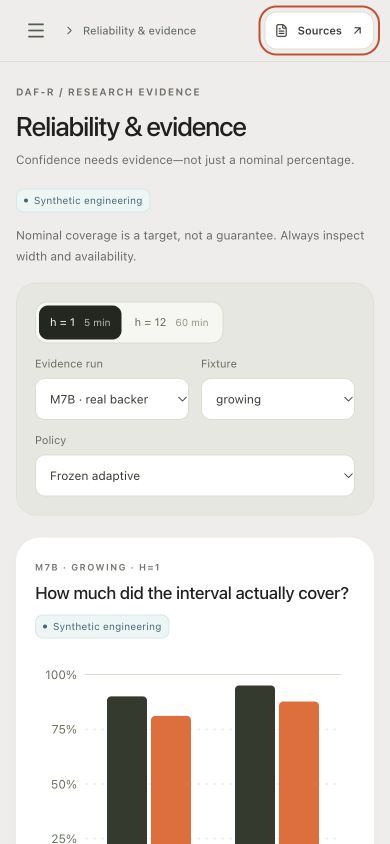 Reliability & evidence
Sources
DAF-R / RESEARCH EVIDENCE
Reliability & evidence
Confidence needs evidence—not just a nominal percentage.
Synthetic engineering
Nominal coverage is a target, not a guarantee. Always inspect
width and availability.
h = 1 5 min h = 12 60 min
Evidence run Fixture
M7B · real backer growing
Policy
Frozen adaptive
M7B · GROWING · H=1
How much did the interval actually cover?
Synthetic engineering
100%
75%
50%
25%